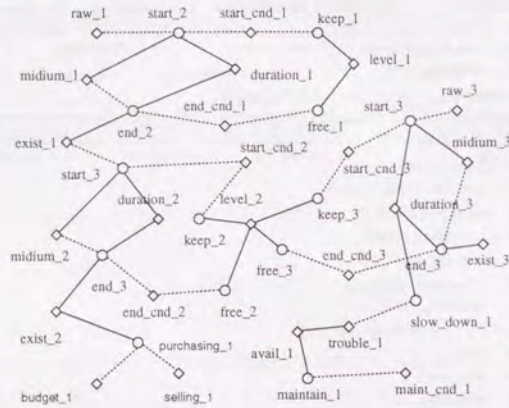 raw_1
start_2
start_cnd_1
keep_1
midium_1
duration_1
level_1
raw_3
end_cnd_1
start_3
end_2
free_1
exist_1
midium_3
start_cnd_2
start_3
start_cnd_3
duration_2
level_2
keep_3
duration_3
keep_2
midium_2
end_3
free_3
end_cnd_3
end_3
exist_3
end_cnd_2
free_2
slow_down_1
exist_2
purchasing_1
avail_1
trouble_1
budget_1
selling_1
maintain_1
maint_cnd_1